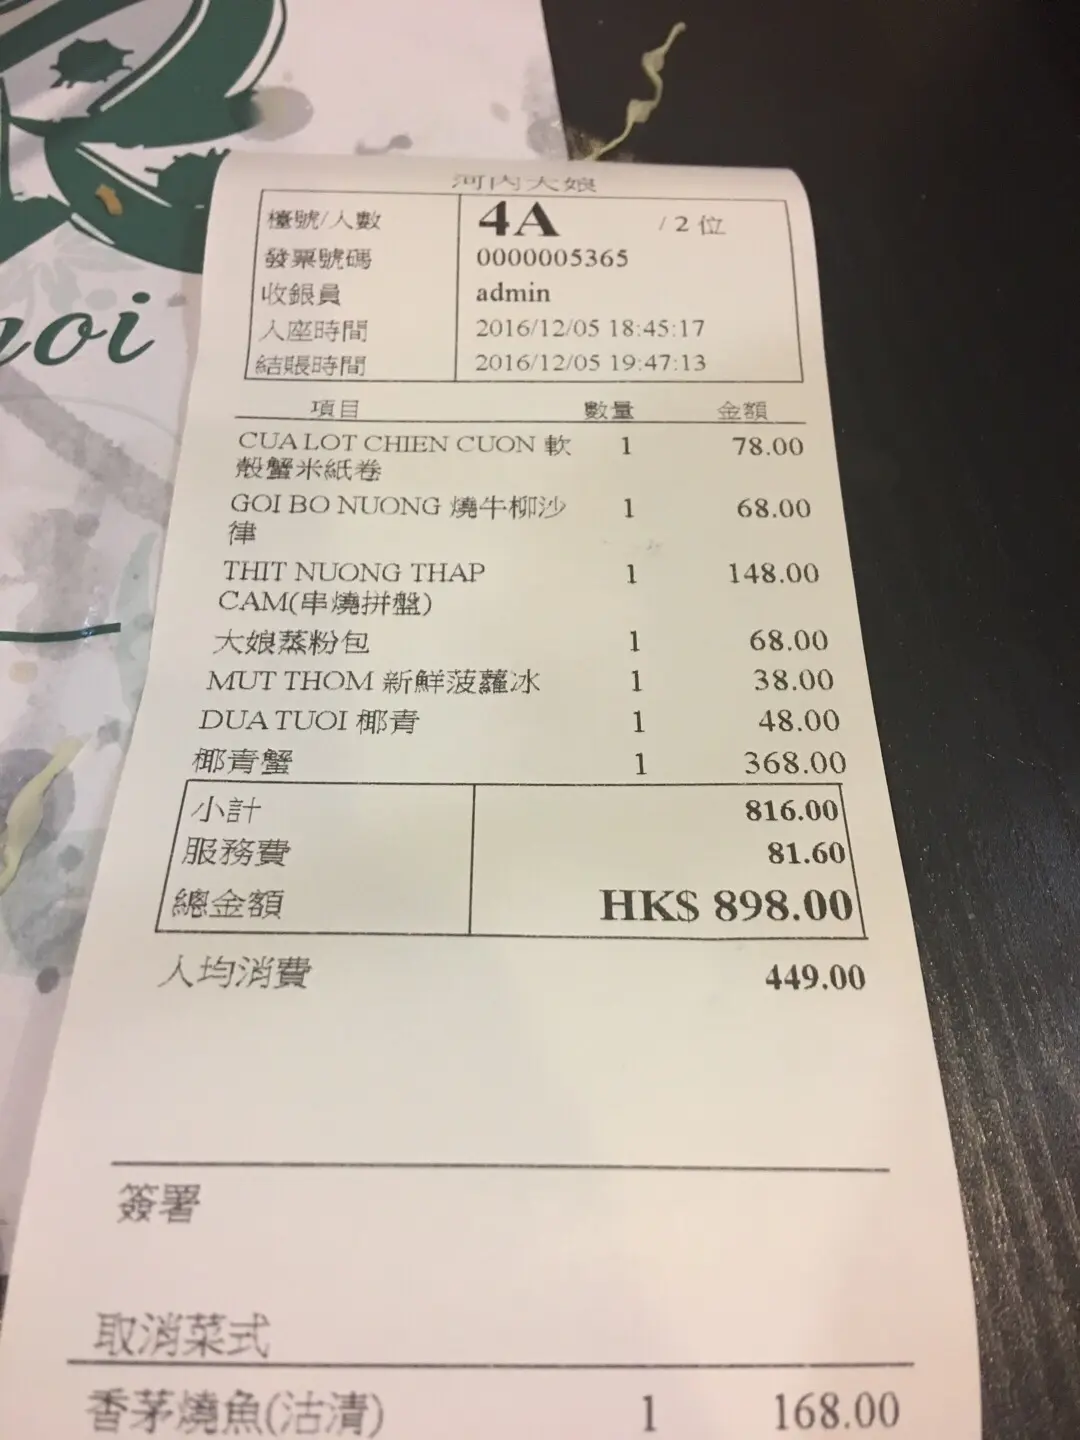 noi
河內大娘
檯號/人數 4A / 2 位
發票號碼 0000005365
收銀員 admin
入座時間 2016/12/05 18:45:17
結賬時間 2016/12/05 19:47:13
項目 數量 金額
CUA LOT CHIEN CUON 軟 1 78.00
殼蟹米紙卷
GOI BO NUONG 燒牛柳沙 1 68.00
律
THIT NUONG THAP 1 148.00
CAM(串燒拼盤)
大娘蒸粉包 1 68.00
MUT THOM 新鮮菠蘿冰 1 38.00
DUA TUOI 椰青 1 48.00
椰青蟹 1 368.00
小計 816.00
服務費 81.60
總金額 HK$ 898.00
人均消費 449.00
簽署
取消菜式
香茅燒魚(沽清) 1 168.00